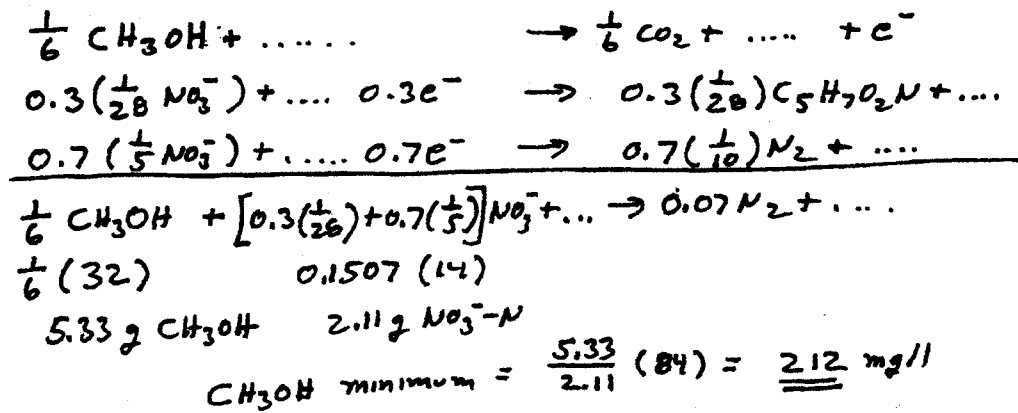 1/6 CH3OH + ...... → 1/6 CO2 + ..... + e⁻
0.3(1/28 NO3⁻) + .... 0.3e⁻ → 0.3(1/28)C5H7O2N + ....
0.7(1/5 NO3⁻) + ..... 0.7e⁻ → 0.7(1/10)N2 + ....
1/6 CH3OH + [0.3(1/28)+0.7(1/5)]NO3⁻+... → 0.07N2+....
1/6(32) 0.1507(14)
5.33 g CH3OH 2.11 g NO3⁻-N
CH3OH minimum = 5.33/2.11 (84) = 212 mg/l